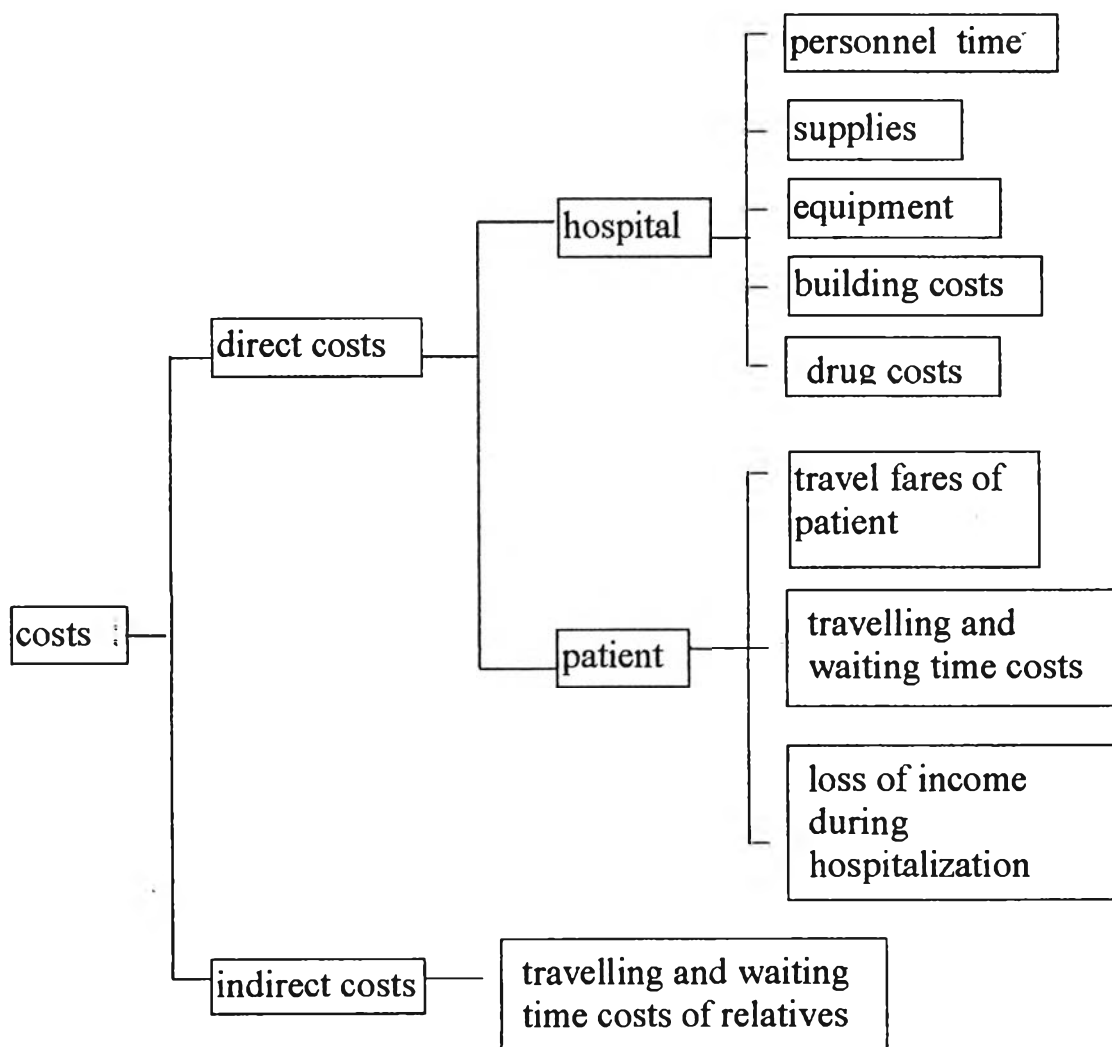 personnel time
supplies
equipment
hospital
building costs
direct costs
drug costs
travel fares of
patient
costs
patient
travelling and
waiting time costs
loss of income
during
hospitalization
indirect costs
travelling and waiting
time costs of relatives